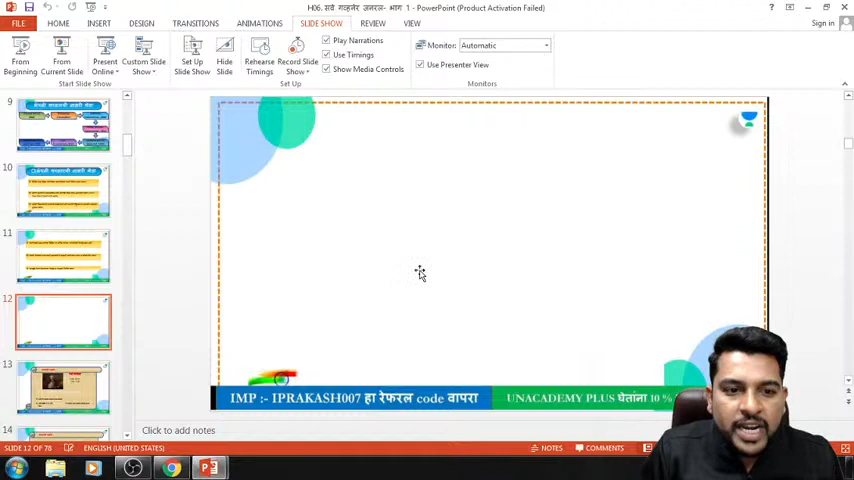 H06. सर्व गव्हर्नर जनरल- भाग 1 - PowerPoint (Product Activation Failed)
FILE HOME INSERT DESIGN TRANSITIONS ANIMATIONS SLIDE SHOW REVIEW VIEW Sign in
From Beginning
From Current Slide
Present Online
Custom Slide Show
Start Slide Show
Set Up Slide Show
Hide Slide
Rehearse Timings
Record Slide Show
Play Narrations
Use Timings
Show Media Controls
Set Up
Monitor: Automatic
Use Presenter View
Monitors
9
10
11
12
13
14
IMP :- IPRAKASH007 हा रेफरल code वापरा
UNACADEMY PLUS घेतांना 10 %
Click to add notes
SLIDE 12 OF 78 ENGLISH (UNITED STATES) NOTES COMMENTS